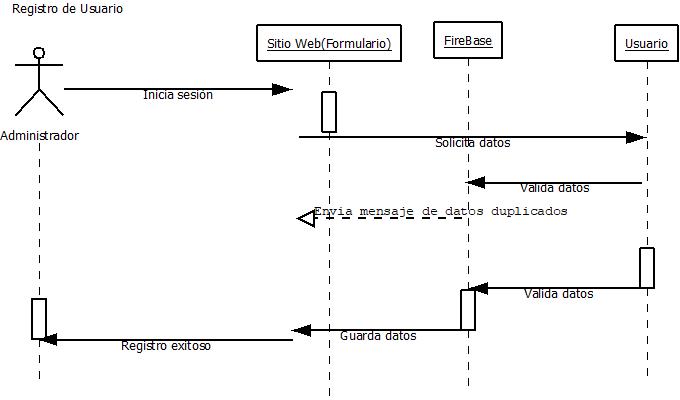 Registro de Usuario
Sitio Web(Formulario)
FireBase
Usuario
Inicia sesión
Administrador
Solicita datos
Valida datos
Envia mensaje de datos duplicados
Valida datos
Guarda datos
Registro exitoso